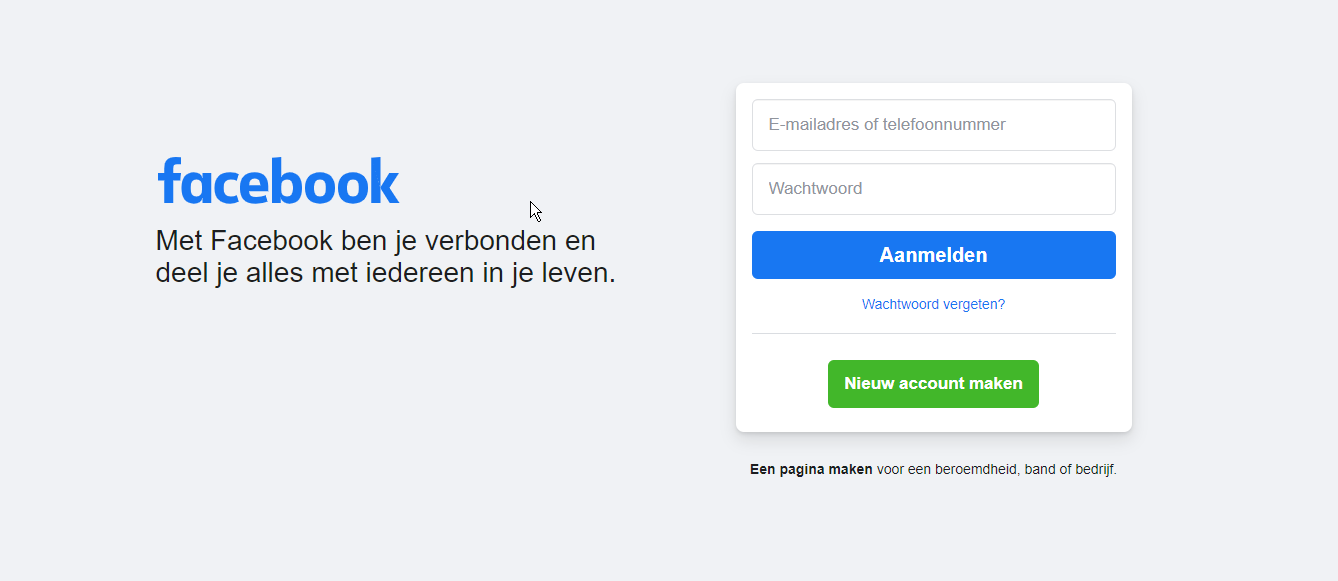 facebook
Met Facebook ben je verbonden en
deel je alles met iedereen in je leven.
E-mailadres of telefoonnummer
Wachtwoord
Aanmelden
Wachtwoord vergeten?
Nieuw account maken
Een pagina maken voor een beroemdheid, band of bedrijf.